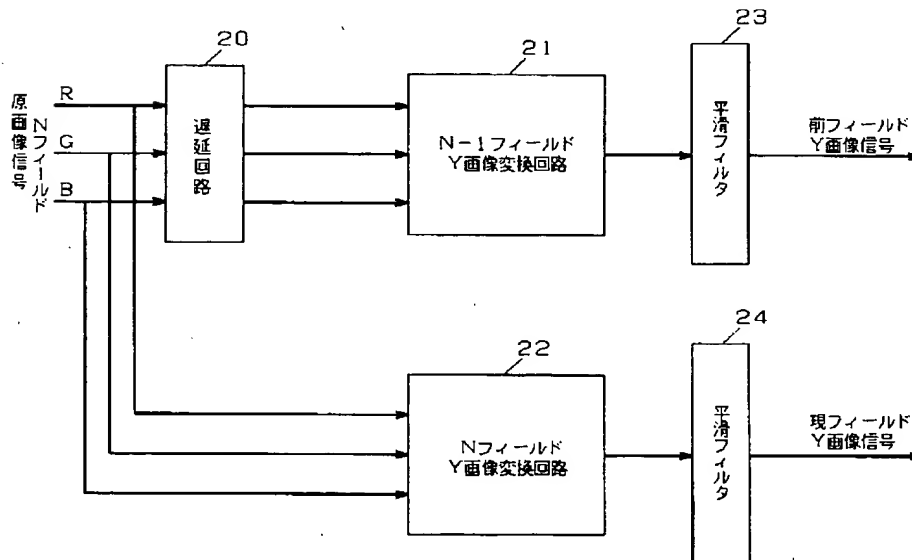 原画像信号
Nフィールド
R
G
B
20
遅延回路
21
N-1フィールド
Y画像変換回路
23
平滑フィルタ
前フィールド
Y画像信号
22
Nフィールド
Y画像変換回路
24
平滑フィルタ
現フィールド
Y画像信号